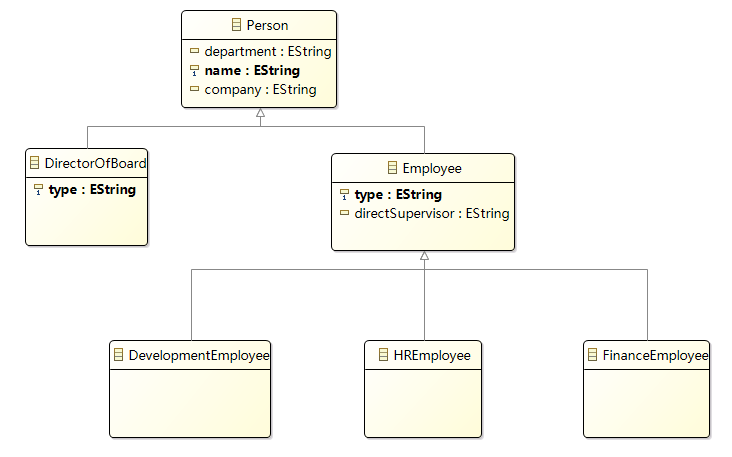 Person
department : EString
name : EString
company : EString
DirectorOfBoard
type : EString
Employee
type : EString
directSupervisor : EString
DevelopmentEmployee
HREmployee
FinanceEmployee